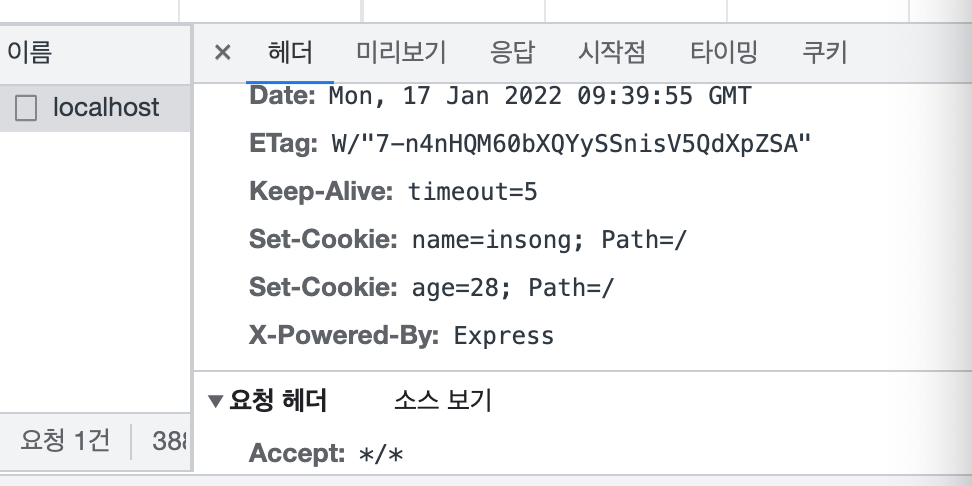 이름
× 헤더 미리보기 응답 시작점 타이밍 쿠키
localhost
Date: Mon, 17 Jan 2022 09:39:55 GMT
ETag: W/"7-n4nHQM60bXQYySSnisV5QdXpZSA"
Keep-Alive: timeout=5
Set-Cookie: name=insong; Path=/
Set-Cookie: age=28; Path=/
X-Powered-By: Express
▼ 요청 헤더 소스 보기
Accept: */*
요청 1건 388